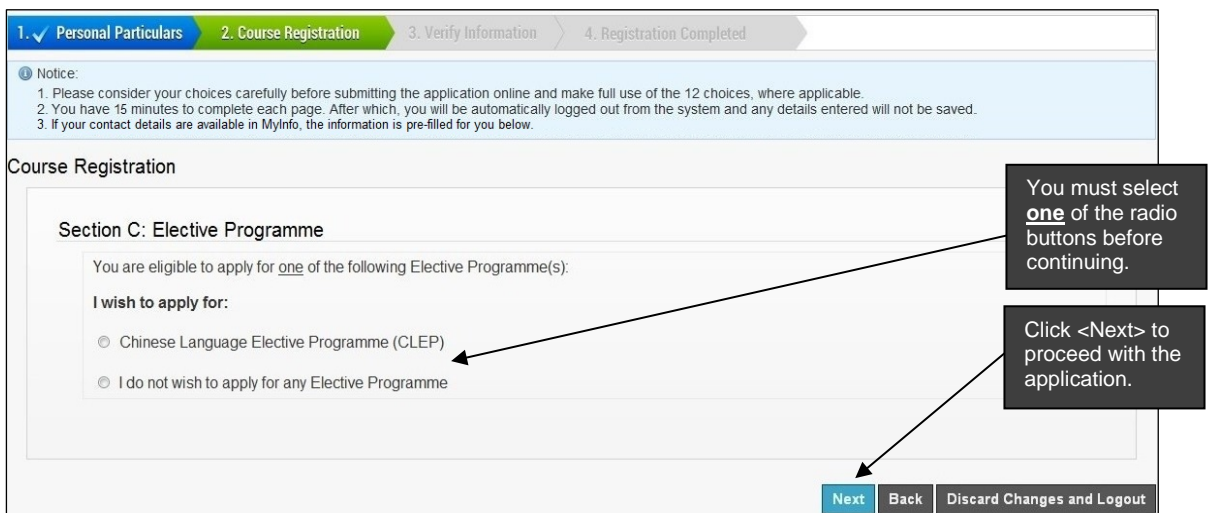 1. Personal Particulars 2. Course Registration 3. Verify Information 4. Registration Completed
Notice:
1. Please consider your choices carefully before submitting the application online and make full use of the 12 choices, where applicable.
2. You have 15 minutes to complete each page. After which, you will be automatically logged out from the system and any details entered will not be saved.
3. If your contact details are available in MyInfo, the information is pre-filled for you below.
Course Registration
You must select
one of the radio
buttons before
continuing.
Section C: Elective Programme
You are eligible to apply for one of the following Elective Programme(s):
I wish to apply for:
Chinese Language Elective Programme (CLEP)
I do not wish to apply for any Elective Programme
Click <Next> to
proceed with the
application.
Next Back Discard Changes and Logout